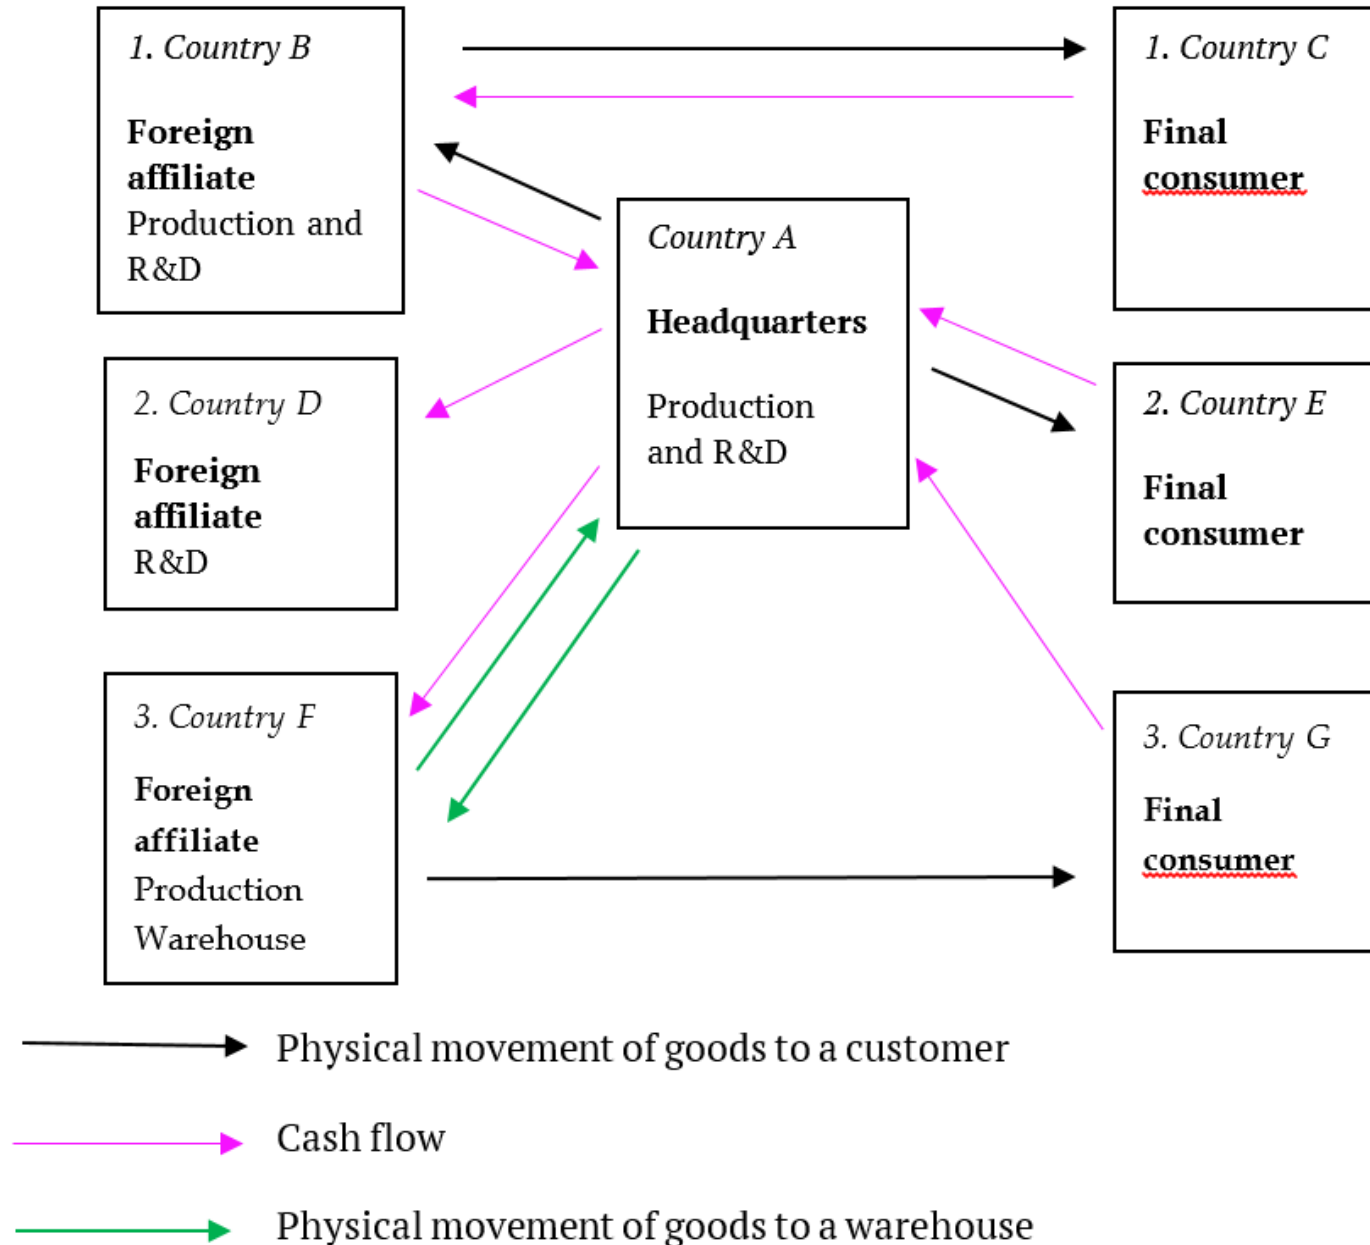 1. Country B
Foreign
affiliate
Production and
R&D
1. Country C
Final
consumer
Country A
Headquarters
Production
and R&D
2. Country D
Foreign
affiliate
R&D
2. Country E
Final
consumer
3. Country F
Foreign
affiliate
Production
Warehouse
3. Country G
Final
consumer
Physical movement of goods to a customer
Cash flow
Physical movement of goods to a warehouse